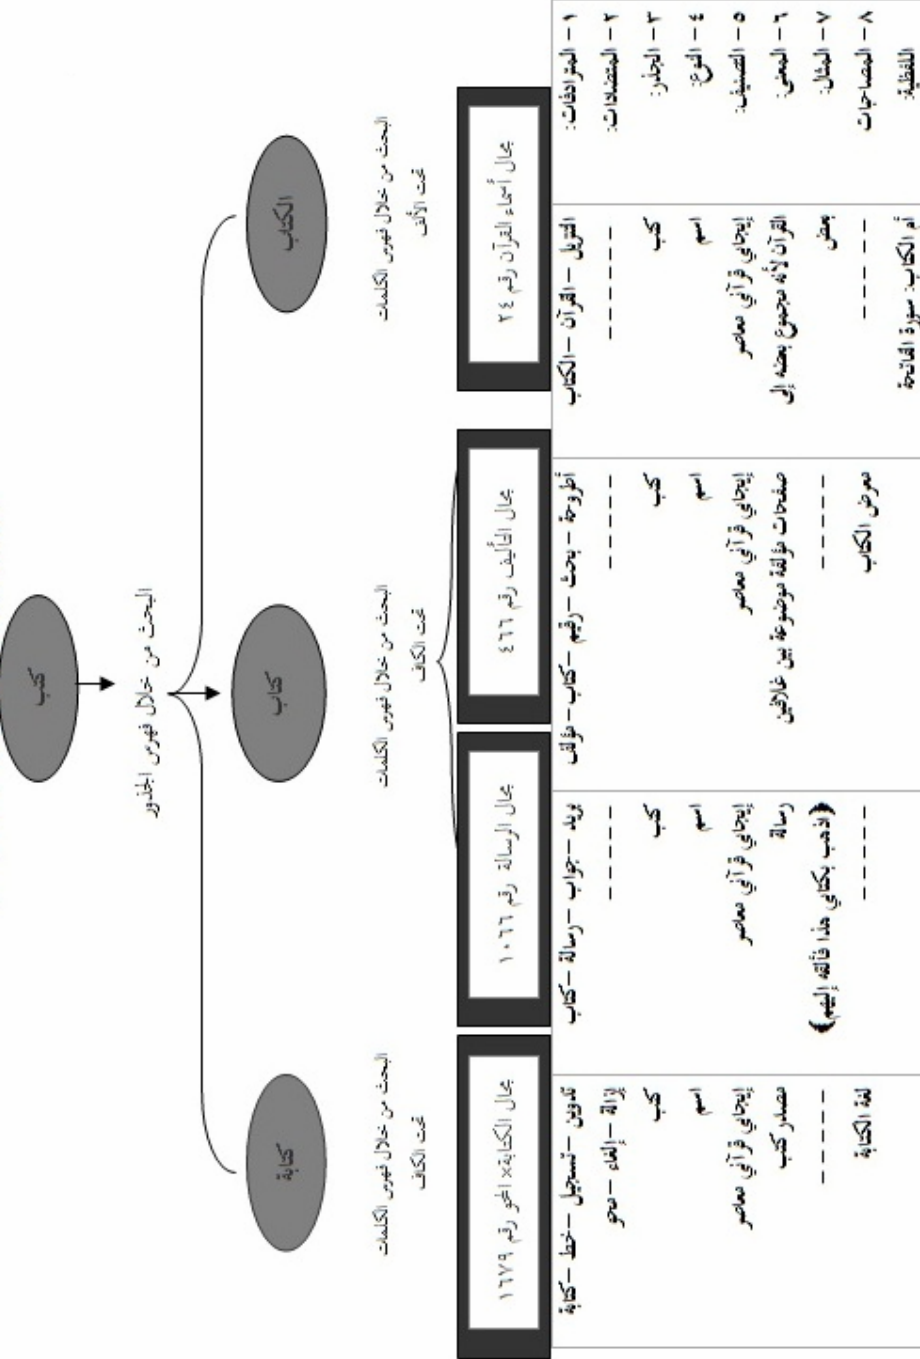 كتب
البحث من خلال فهرس الجذور
الكتاب
كتاب
كتابة
البحث من خلال فهرس الكلمات
تحت الألف
البحث من خلال فهرس الكلمات
تحت الكاف
البحث من خلال فهرس الكلمات
تحت الكاف
مجال أسماء القرآن رقم ٢٤
مجال التأليف رقم ٤٦٦
مجال الرسالة رقم ١٠٦٦
مجال الكتابة× المحو رقم ١٦٧٩
١ - المترادفات:
التنزيل - القرآن - الكتاب
أطروحة - بحث - رقيم - كتاب - مؤلف
بريد - جواب - رسالة - كتاب
تدوين - تسجيل - خط - كتابة
٢ - المتضادات:
- - - - - -
- - - - - -
- - - - - -
إزالة - إلغاء - محو
٣ - الجذر:
كتب
كتب
كتب
كتب
٤ - النوع:
اسم
اسم
اسم
اسم
٥ - التصنيف:
إيجابي قرآني معاصر
إيجابي قرآني معاصر
إيجابي قرآني معاصر
إيجابي قرآني معاصر
٦ - المعنى:
القرآن لأنه مجموع بعضه إلى
بعض
صفحات مؤلفة موضوعة بين غلافين
رسالة
مصدر كتب
٧ - المثال:
- - - - - -
- - - - - -
﴿اذهب بكتابي هذا فألقه إليهم﴾
- - - - - -
٨ - المصاحبات
اللفظية:
أم الكتاب: سورة الفاتحة
معرض الكتاب
- - - - - -
لغة الكتابة